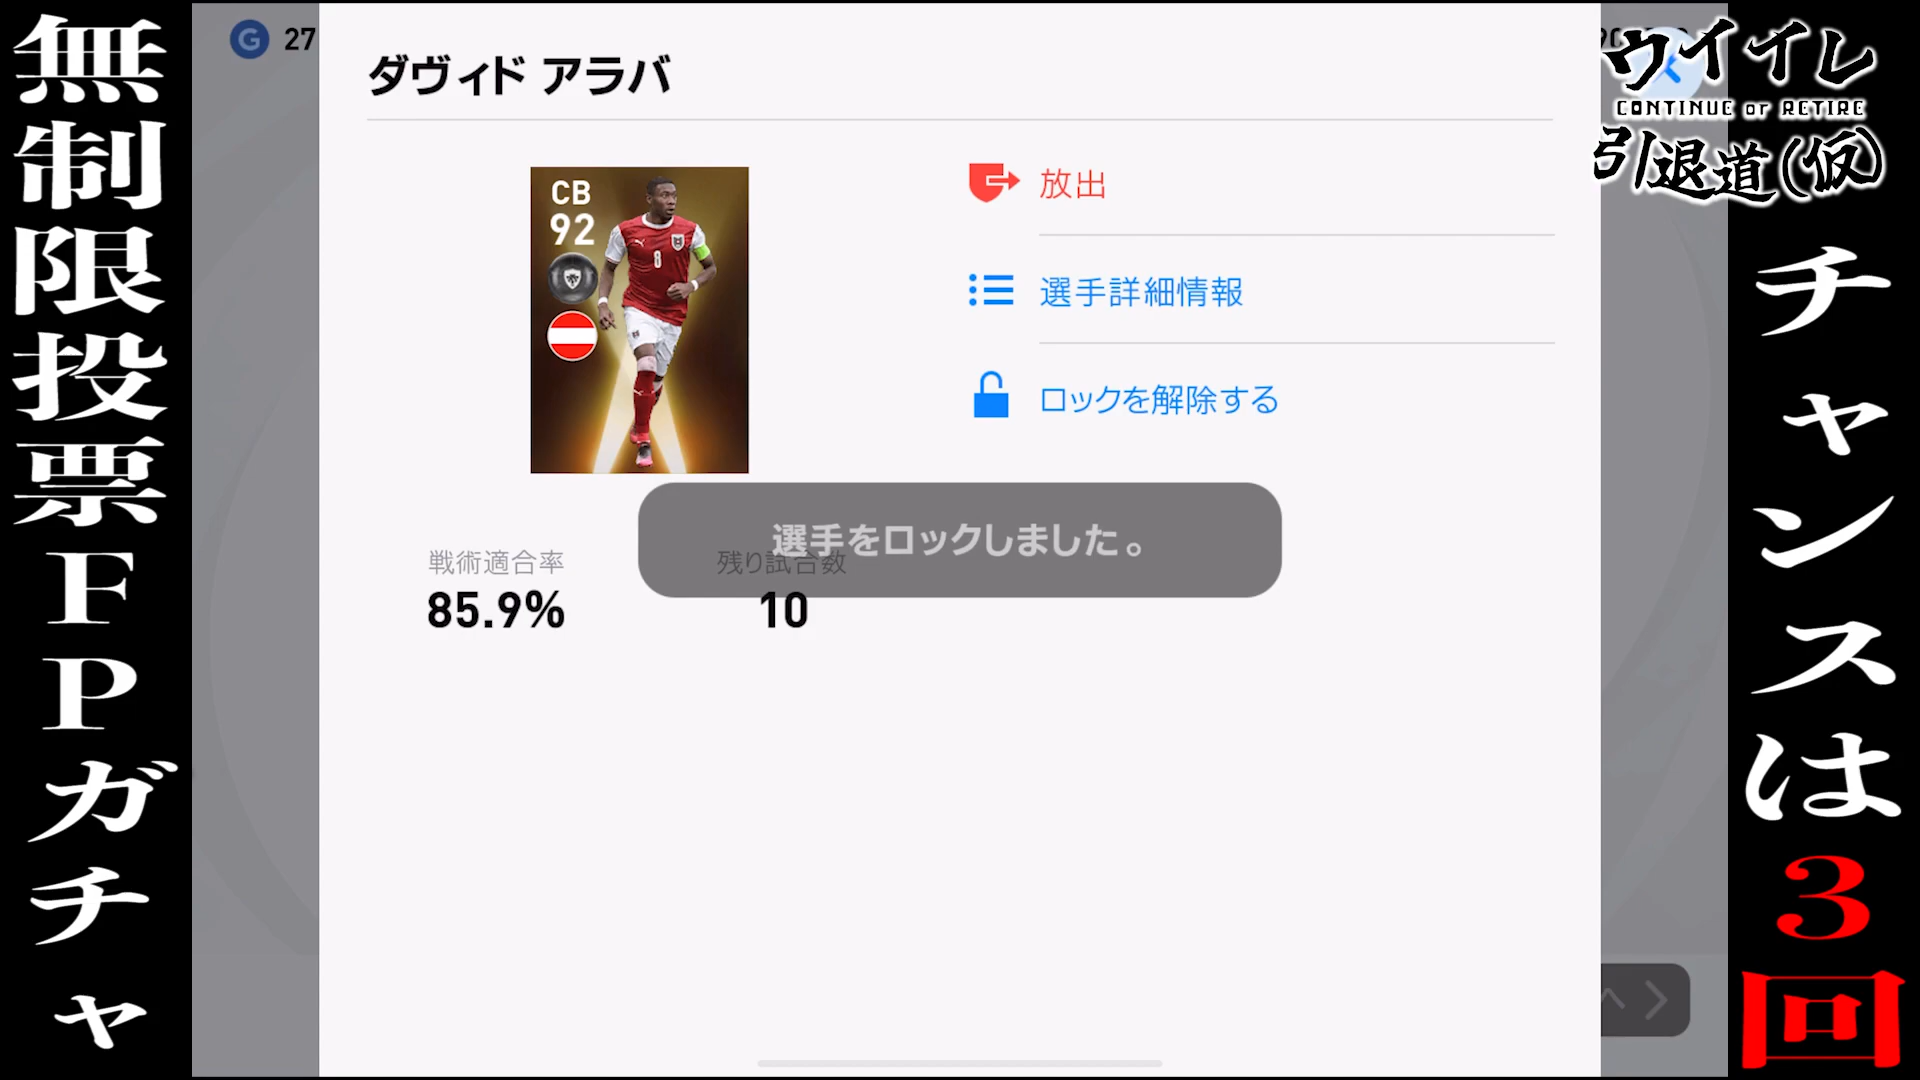 無制限投票FPガチャ
27
ダヴィド アラバ
CB
92
8
放出
選手詳細情報
ロックを解除する
選手をロックしました。
戦術適合率
85.9%
残り試合数
10
ウイイレ
CONTINUE or RETIRE
引退道(仮)
チャンスは3回